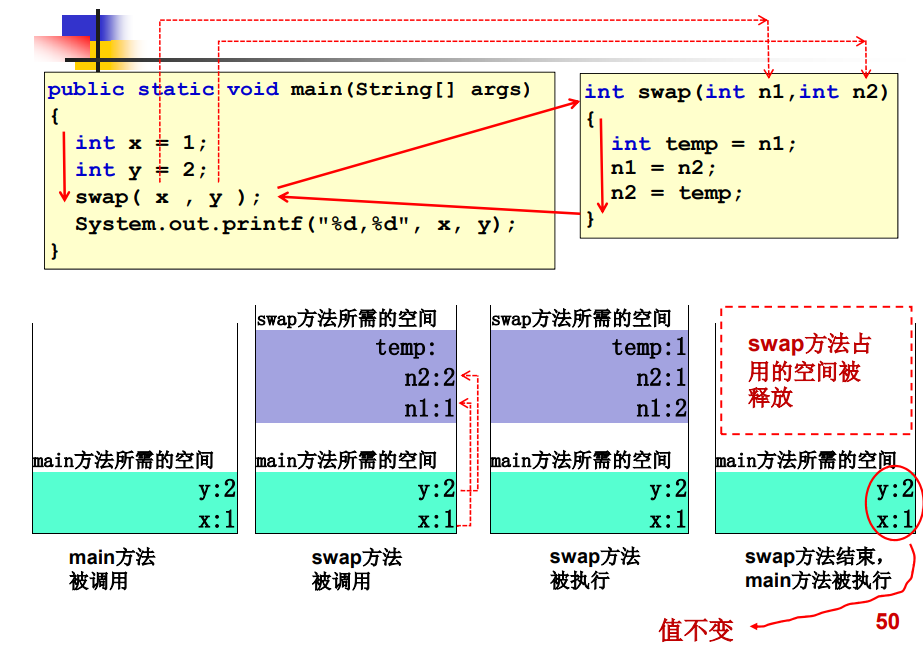 public static void main(String[] args)
{
int x = 1;
int y = 2;
swap( x , y );
System.out.printf("%d,%d", x, y);
}
int swap(int n1,int n2)
{
int temp = n1;
n1 = n2;
n2 = temp;
}
main方法所需的空间
y:2
x:1
main方法
被调用
swap方法所需的空间
temp:
n2:2
n1:1
main方法所需的空间
y:2
x:1
swap方法
被调用
swap方法所需的空间
temp:1
n2:1
n1:2
main方法所需的空间
y:2
x:1
swap方法
被执行
swap方法占
用的空间被
释放
main方法所需的空间
y:2
x:1
swap方法结束，
main方法被执行
值不变
50